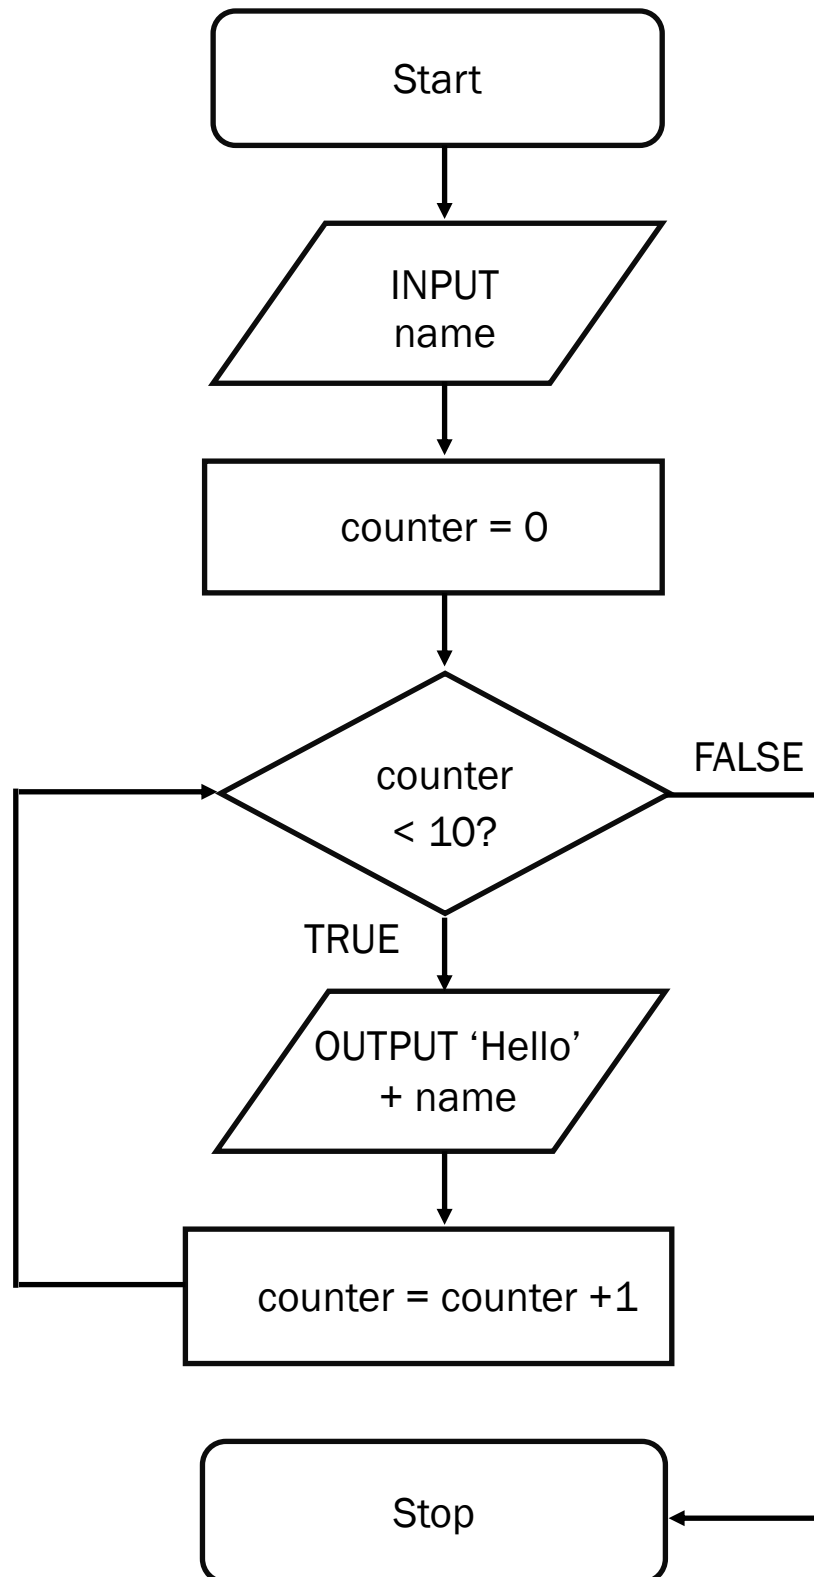 Start
INPUT
name
counter = 0
counter
< 10?
FALSE
TRUE
OUTPUT ‘Hello’
+ name
counter = counter +1
Stop